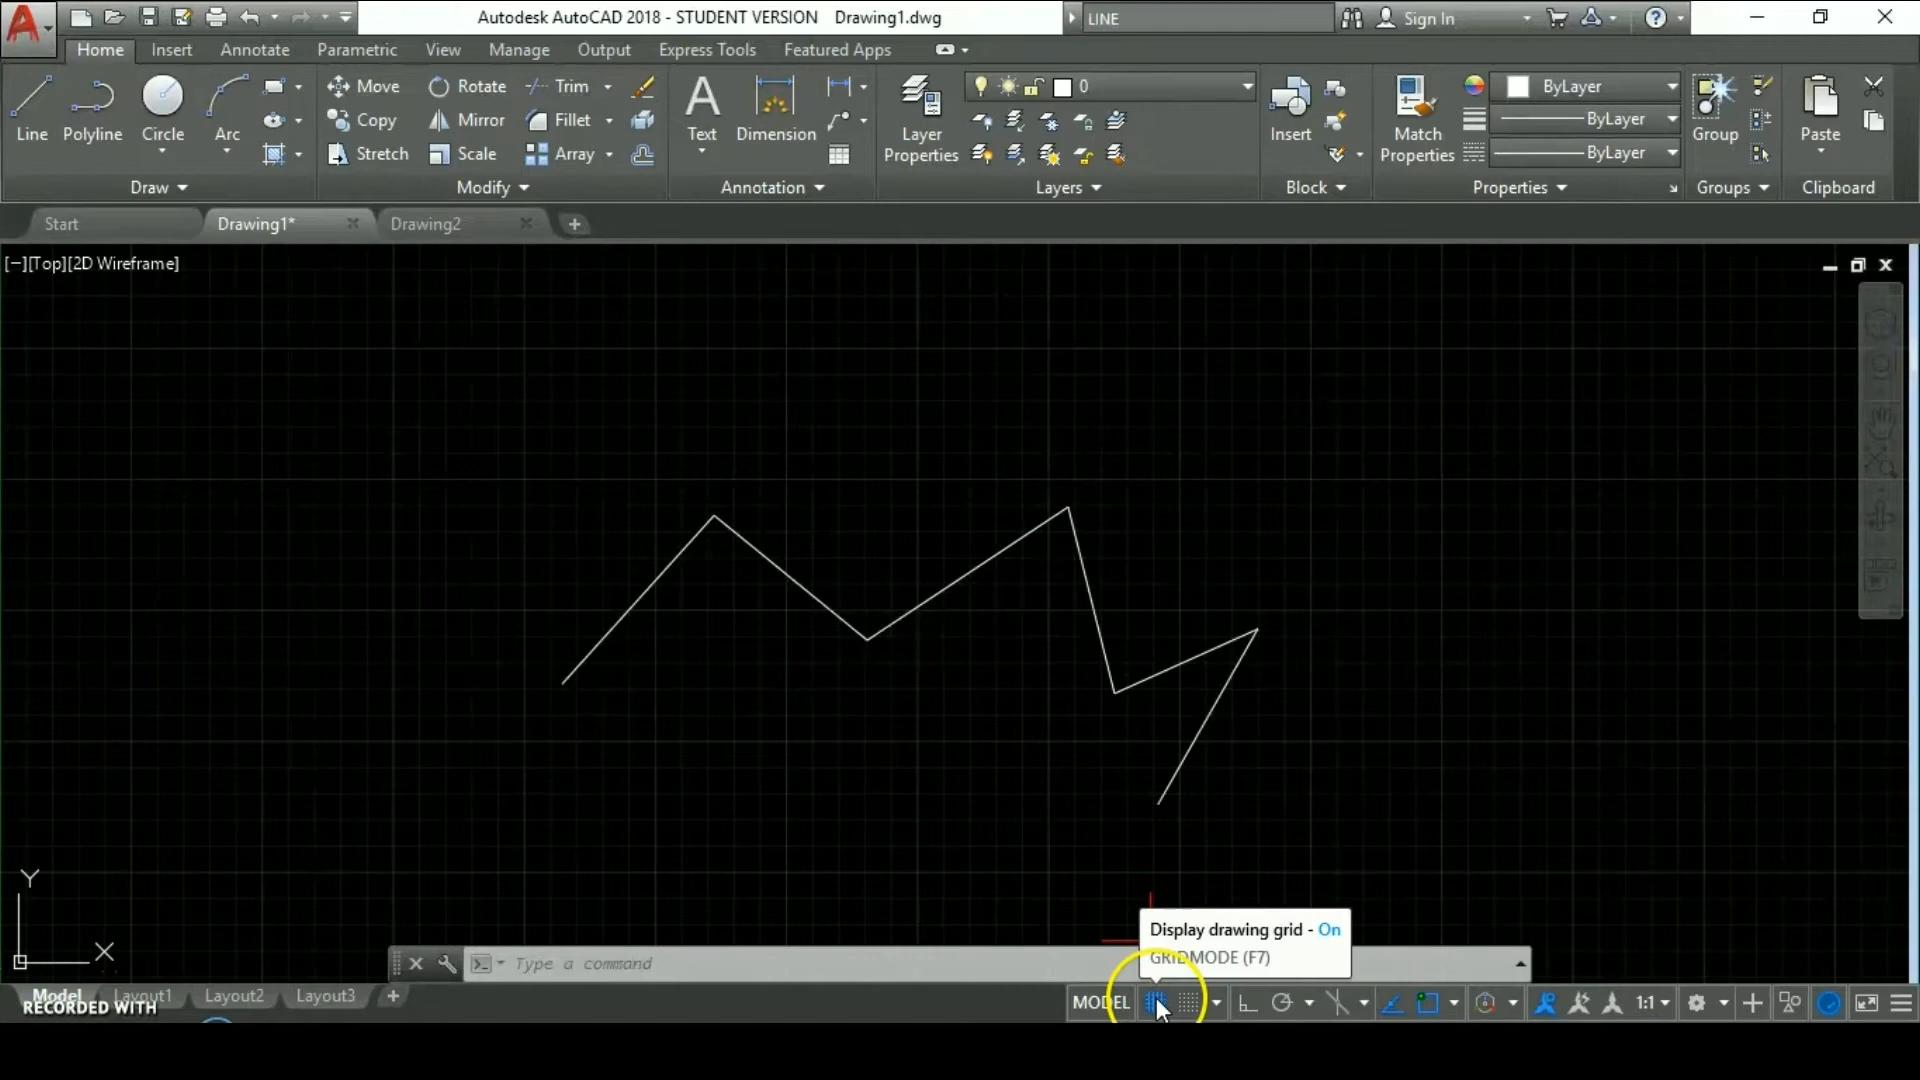 Autodesk AutoCAD 2018 - STUDENT VERSION Drawing1.dwg LINE Sign In
Home Insert Annotate Parametric View Manage Output Express Tools Featured Apps
Move Rotate Trim 0 ByLayer
Line Polyline Circle Arc Copy Mirror Fillet Text Dimension Layer Properties Insert Match Properties ByLayer Group Paste
Stretch Scale Array ByLayer
Draw Modify Annotation Layers Block Properties Groups Clipboard
Start Drawing1* Drawing2
[−][Top][2D Wireframe]
Y
X
Display drawing grid - On
GRIDMODE (F7)
Type a command
Model Layout1 Layout2 Layout3 MODEL 1:1
RECORDED WITH